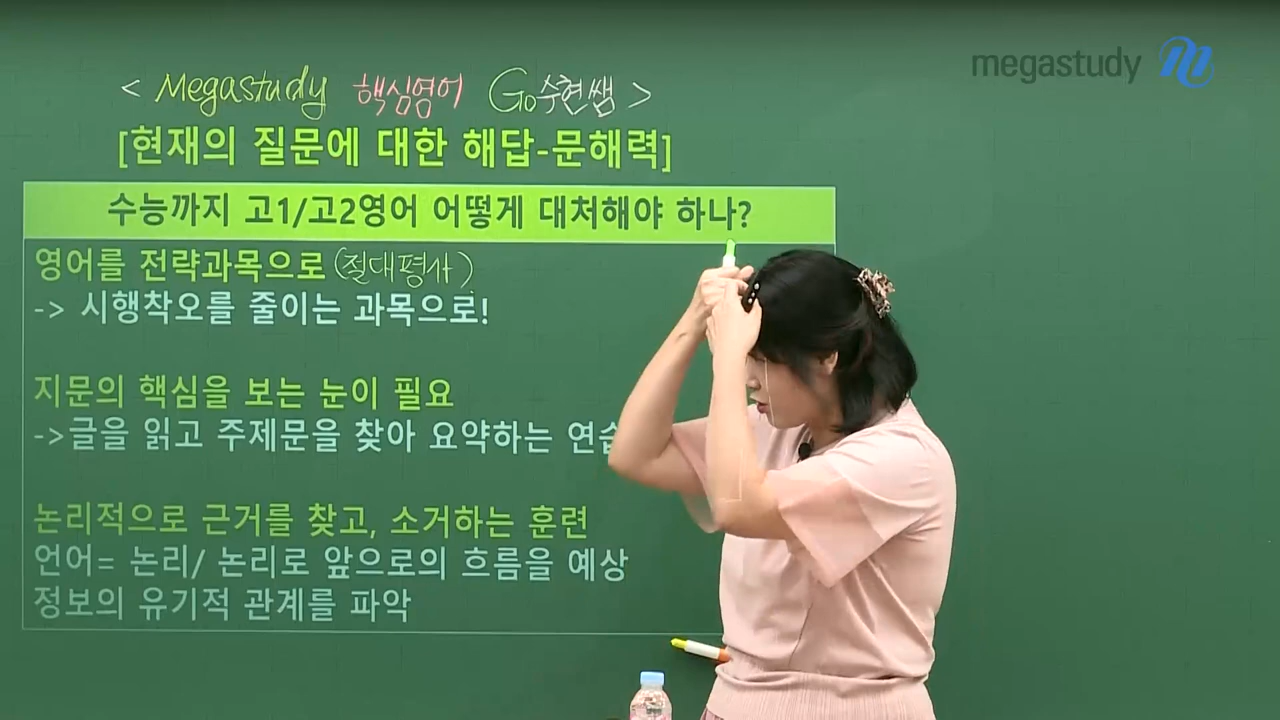 megastudy
< Megastudy 핵심영어 Go수현쌤 >
[현재의 질문에 대한 해답-문해력]
수능까지 고1/고2영어 어떻게 대처해야 하나?
영어를 전략과목으로 (절대평가)
-> 시행착오를 줄이는 과목으로!
지문의 핵심을 보는 눈이 필요
->글을 읽고 주제문을 찾아 요약하는 연습
논리적으로 근거를 찾고, 소거하는 훈련
언어= 논리/ 논리로 앞으로의 흐름을 예상
정보의 유기적 관계를 파악